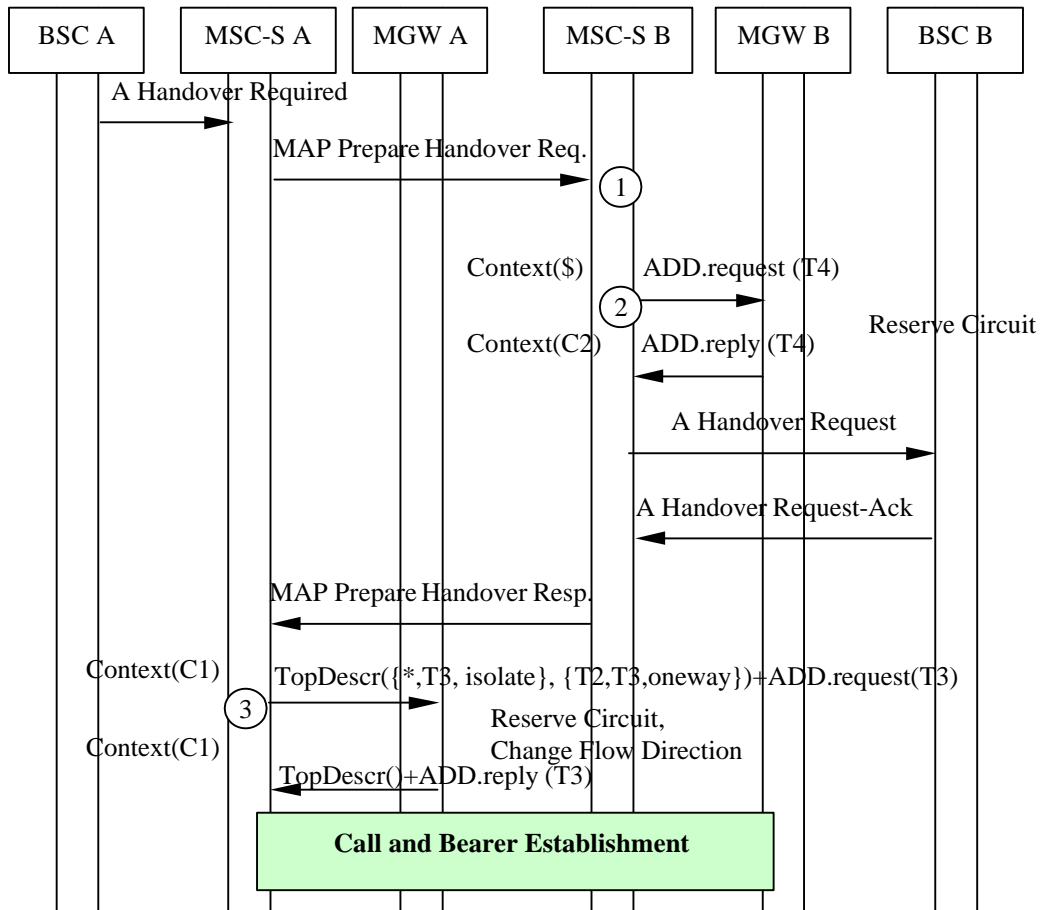 BSC A MSC-S A MGW A MSC-S B MGW B BSC B
A Handover Required
MAP Prepare Handover Req.
1
Context($) ADD.request (T4)
2
Reserve Circuit
Context(C2) ADD.reply (T4)
A Handover Request
A Handover Request-Ack
MAP Prepare Handover Resp.
Context(C1) TopDescr({*,T3, isolate}, {T2,T3,oneway})+ADD.request(T3)
3
Reserve Circuit,
Change Flow Direction
Context(C1)
TopDescr()+ADD.reply (T3)
Call and Bearer Establishment